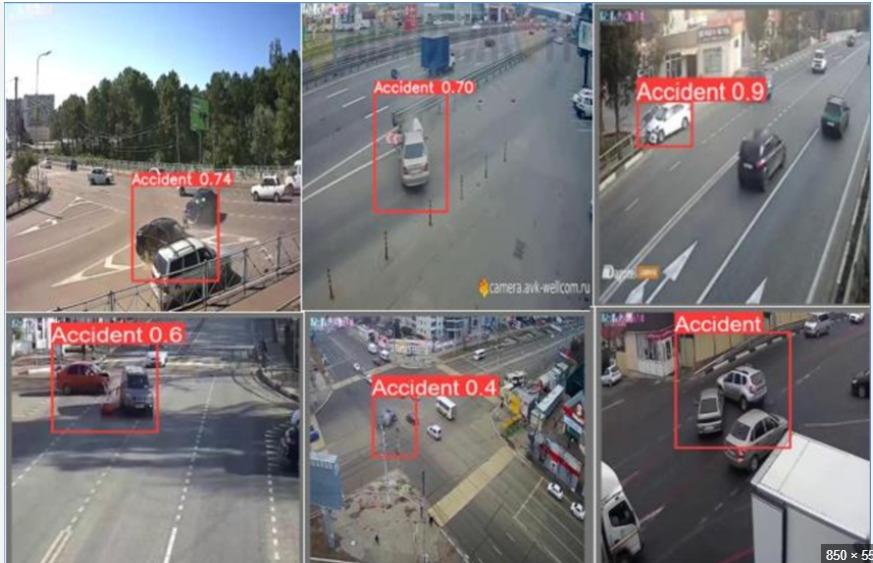 Accident 0.74
Accident 0.70
Accident 0.9
camera.avk-wellcom.ru
Accident 0.6
Accident 0.4
Accident
850 × 55